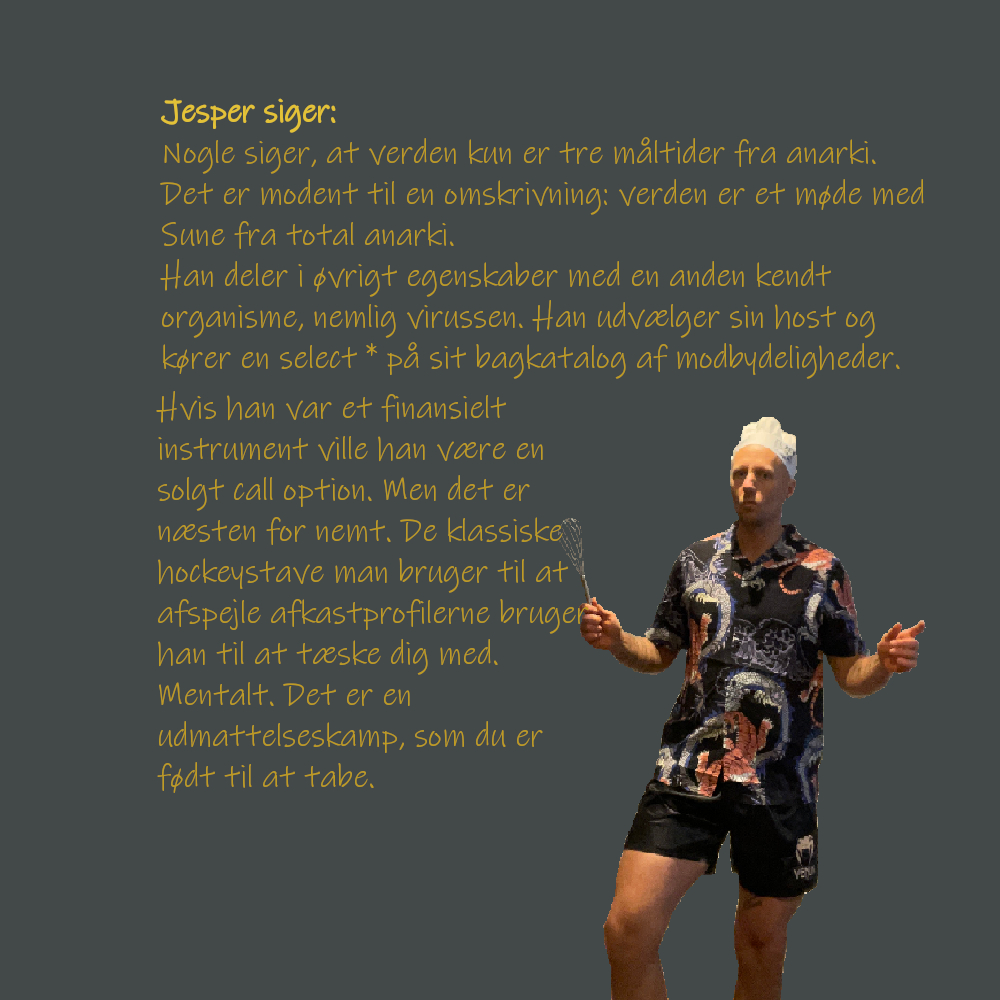 Jesper siger:
Nogle siger, at verden kun er tre måltider fra anarki.
Det er modent til en omskrivning: verden er et møde med
Sune fra total anarki.
Han deler i øvrigt egenskaber med en anden kendt
organisme, nemlig virussen. Han udvælger sin host og
kører en select * på sit bagkatalog af modbydeligheder.
Hvis han var et finansielt
instrument ville han være en
solgt call option. Men det er
næsten for nemt. De klassiske
hockeystave man bruger til at
afspejle afkastprofilerne bruger
han til at tæske dig med.
Mentalt. Det er en
udmattelseskamp, som du er
født til at tabe.
VENUM